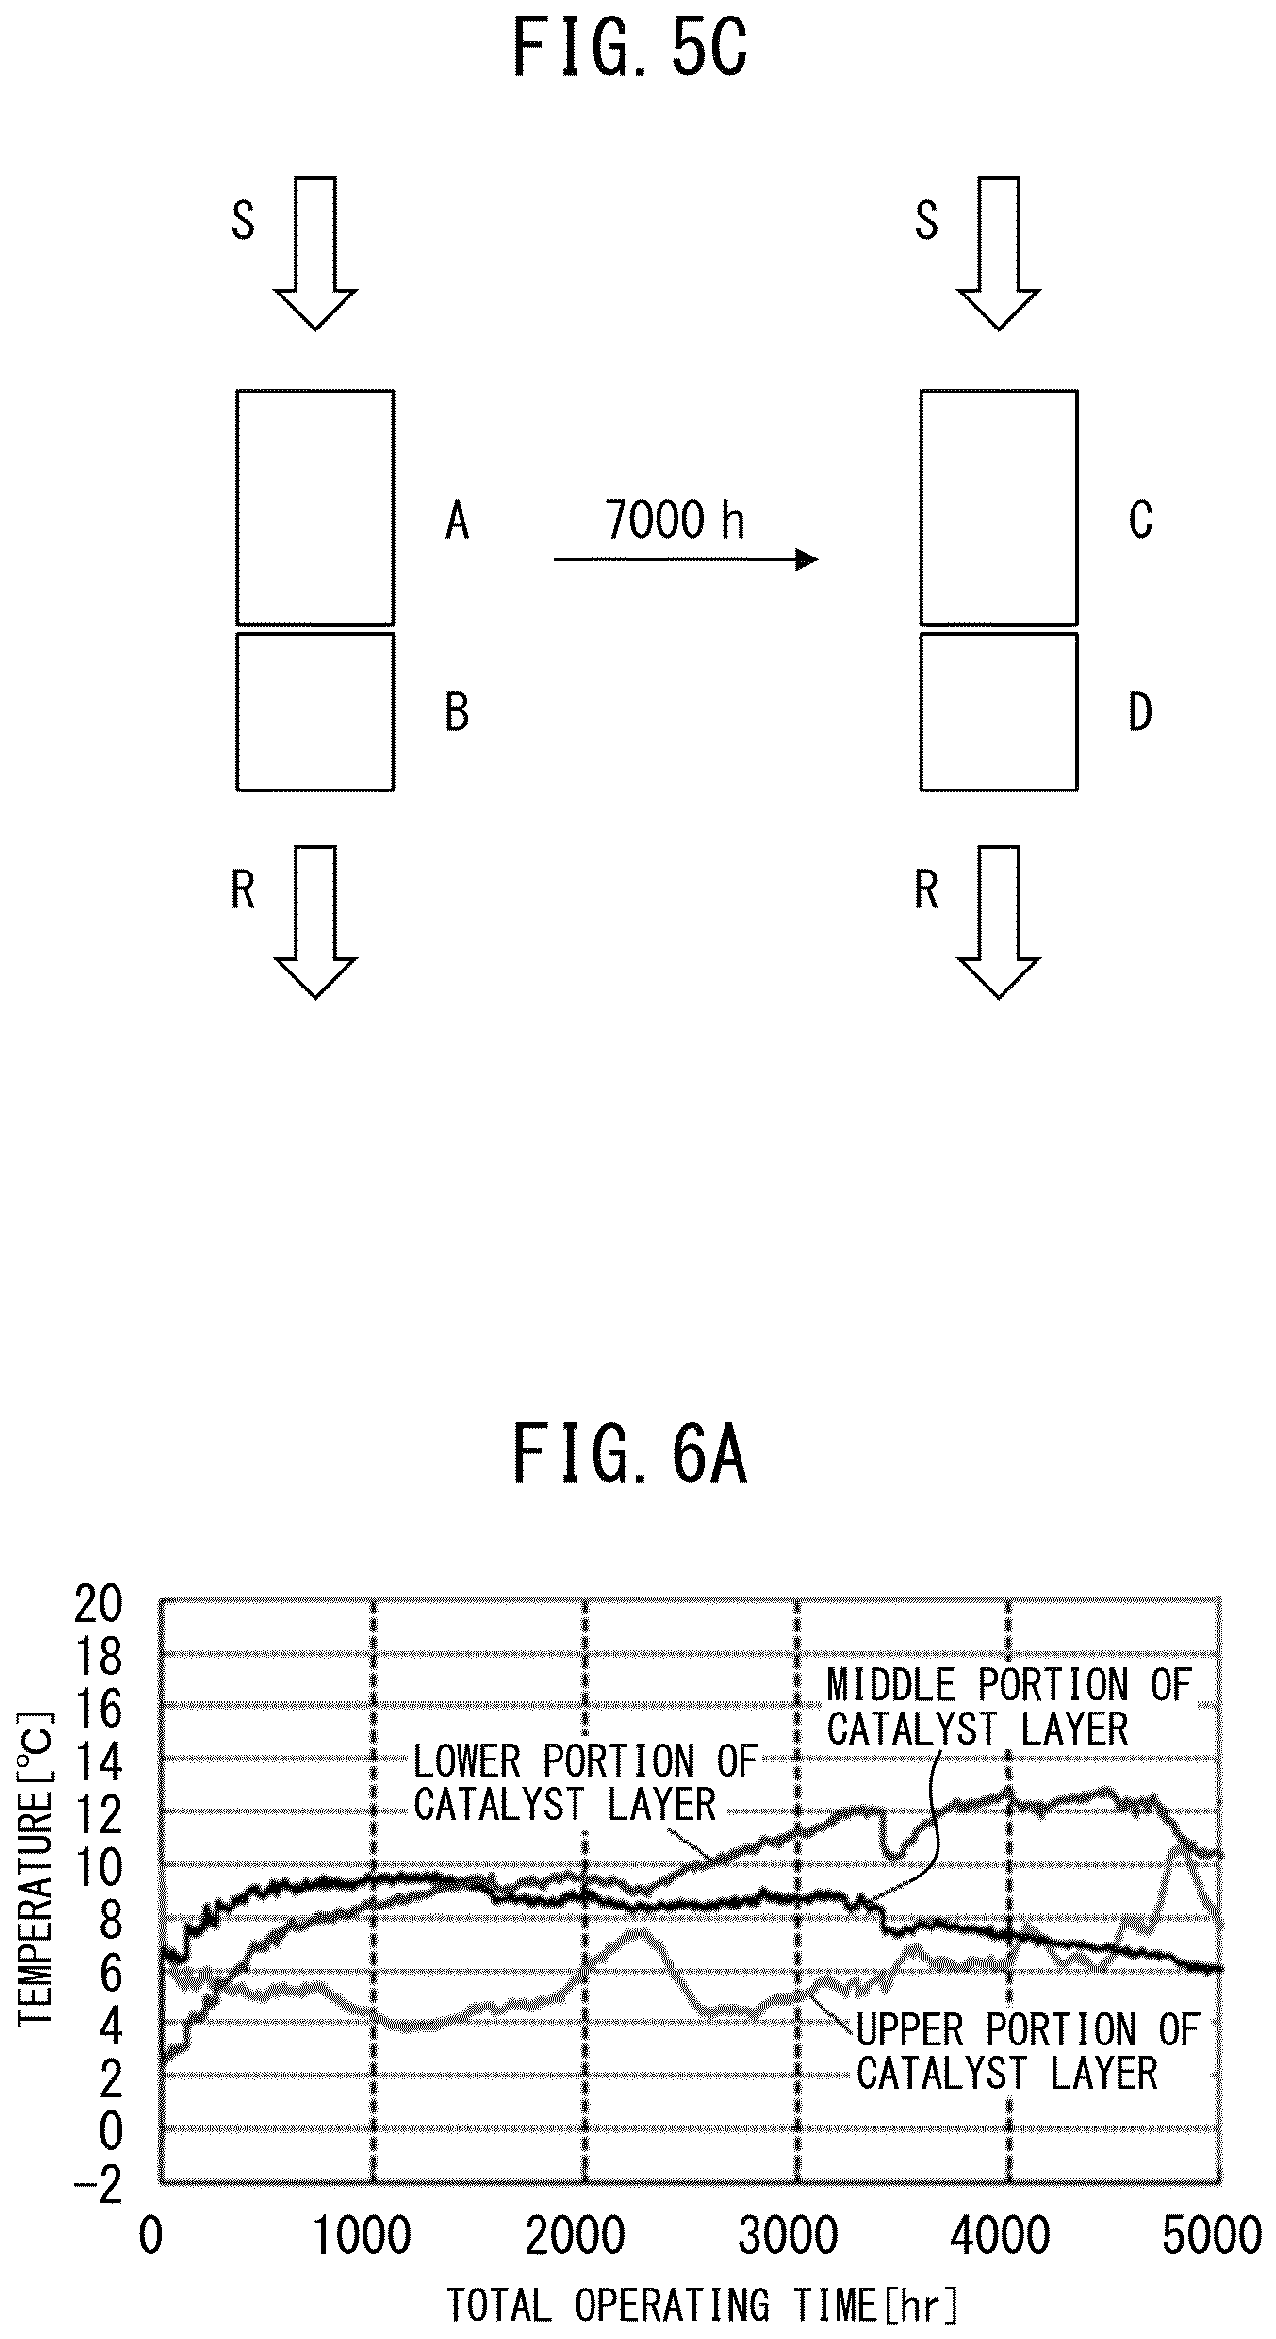 FIG. 5C
S
S
A
7000 h
C
B
D
R
R
FIG. 6A
20
18
16
14
12
10
8
6
4
2
0
-2
TEMPERATURE[°C]
MIDDLE PORTION OF
CATALYST LAYER
LOWER PORTION OF
CATALYST LAYER
UPPER PORTION OF
CATALYST LAYER
0 1000 2000 3000 4000 5000
TOTAL OPERATING TIME[hr]